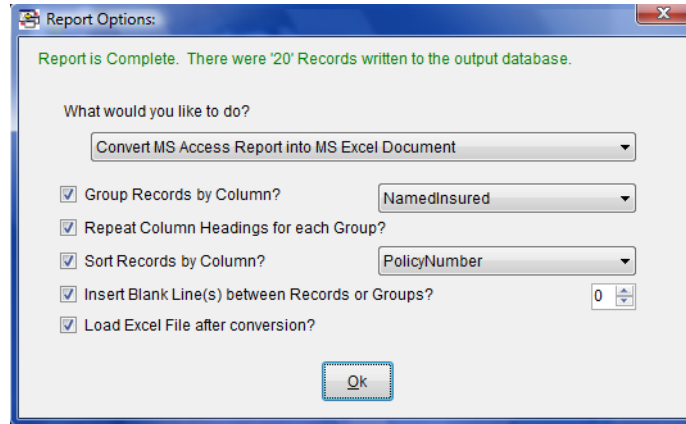 Report Options:
Report is Complete. There were '20' Records written to the output database.
What would you like to do?
Convert MS Access Report into MS Excel Document
Group Records by Column? NamedInsured
Repeat Column Headings for each Group?
Sort Records by Column? PolicyNumber
Insert Blank Line(s) between Records or Groups? 0
Load Excel File after conversion?
Ok